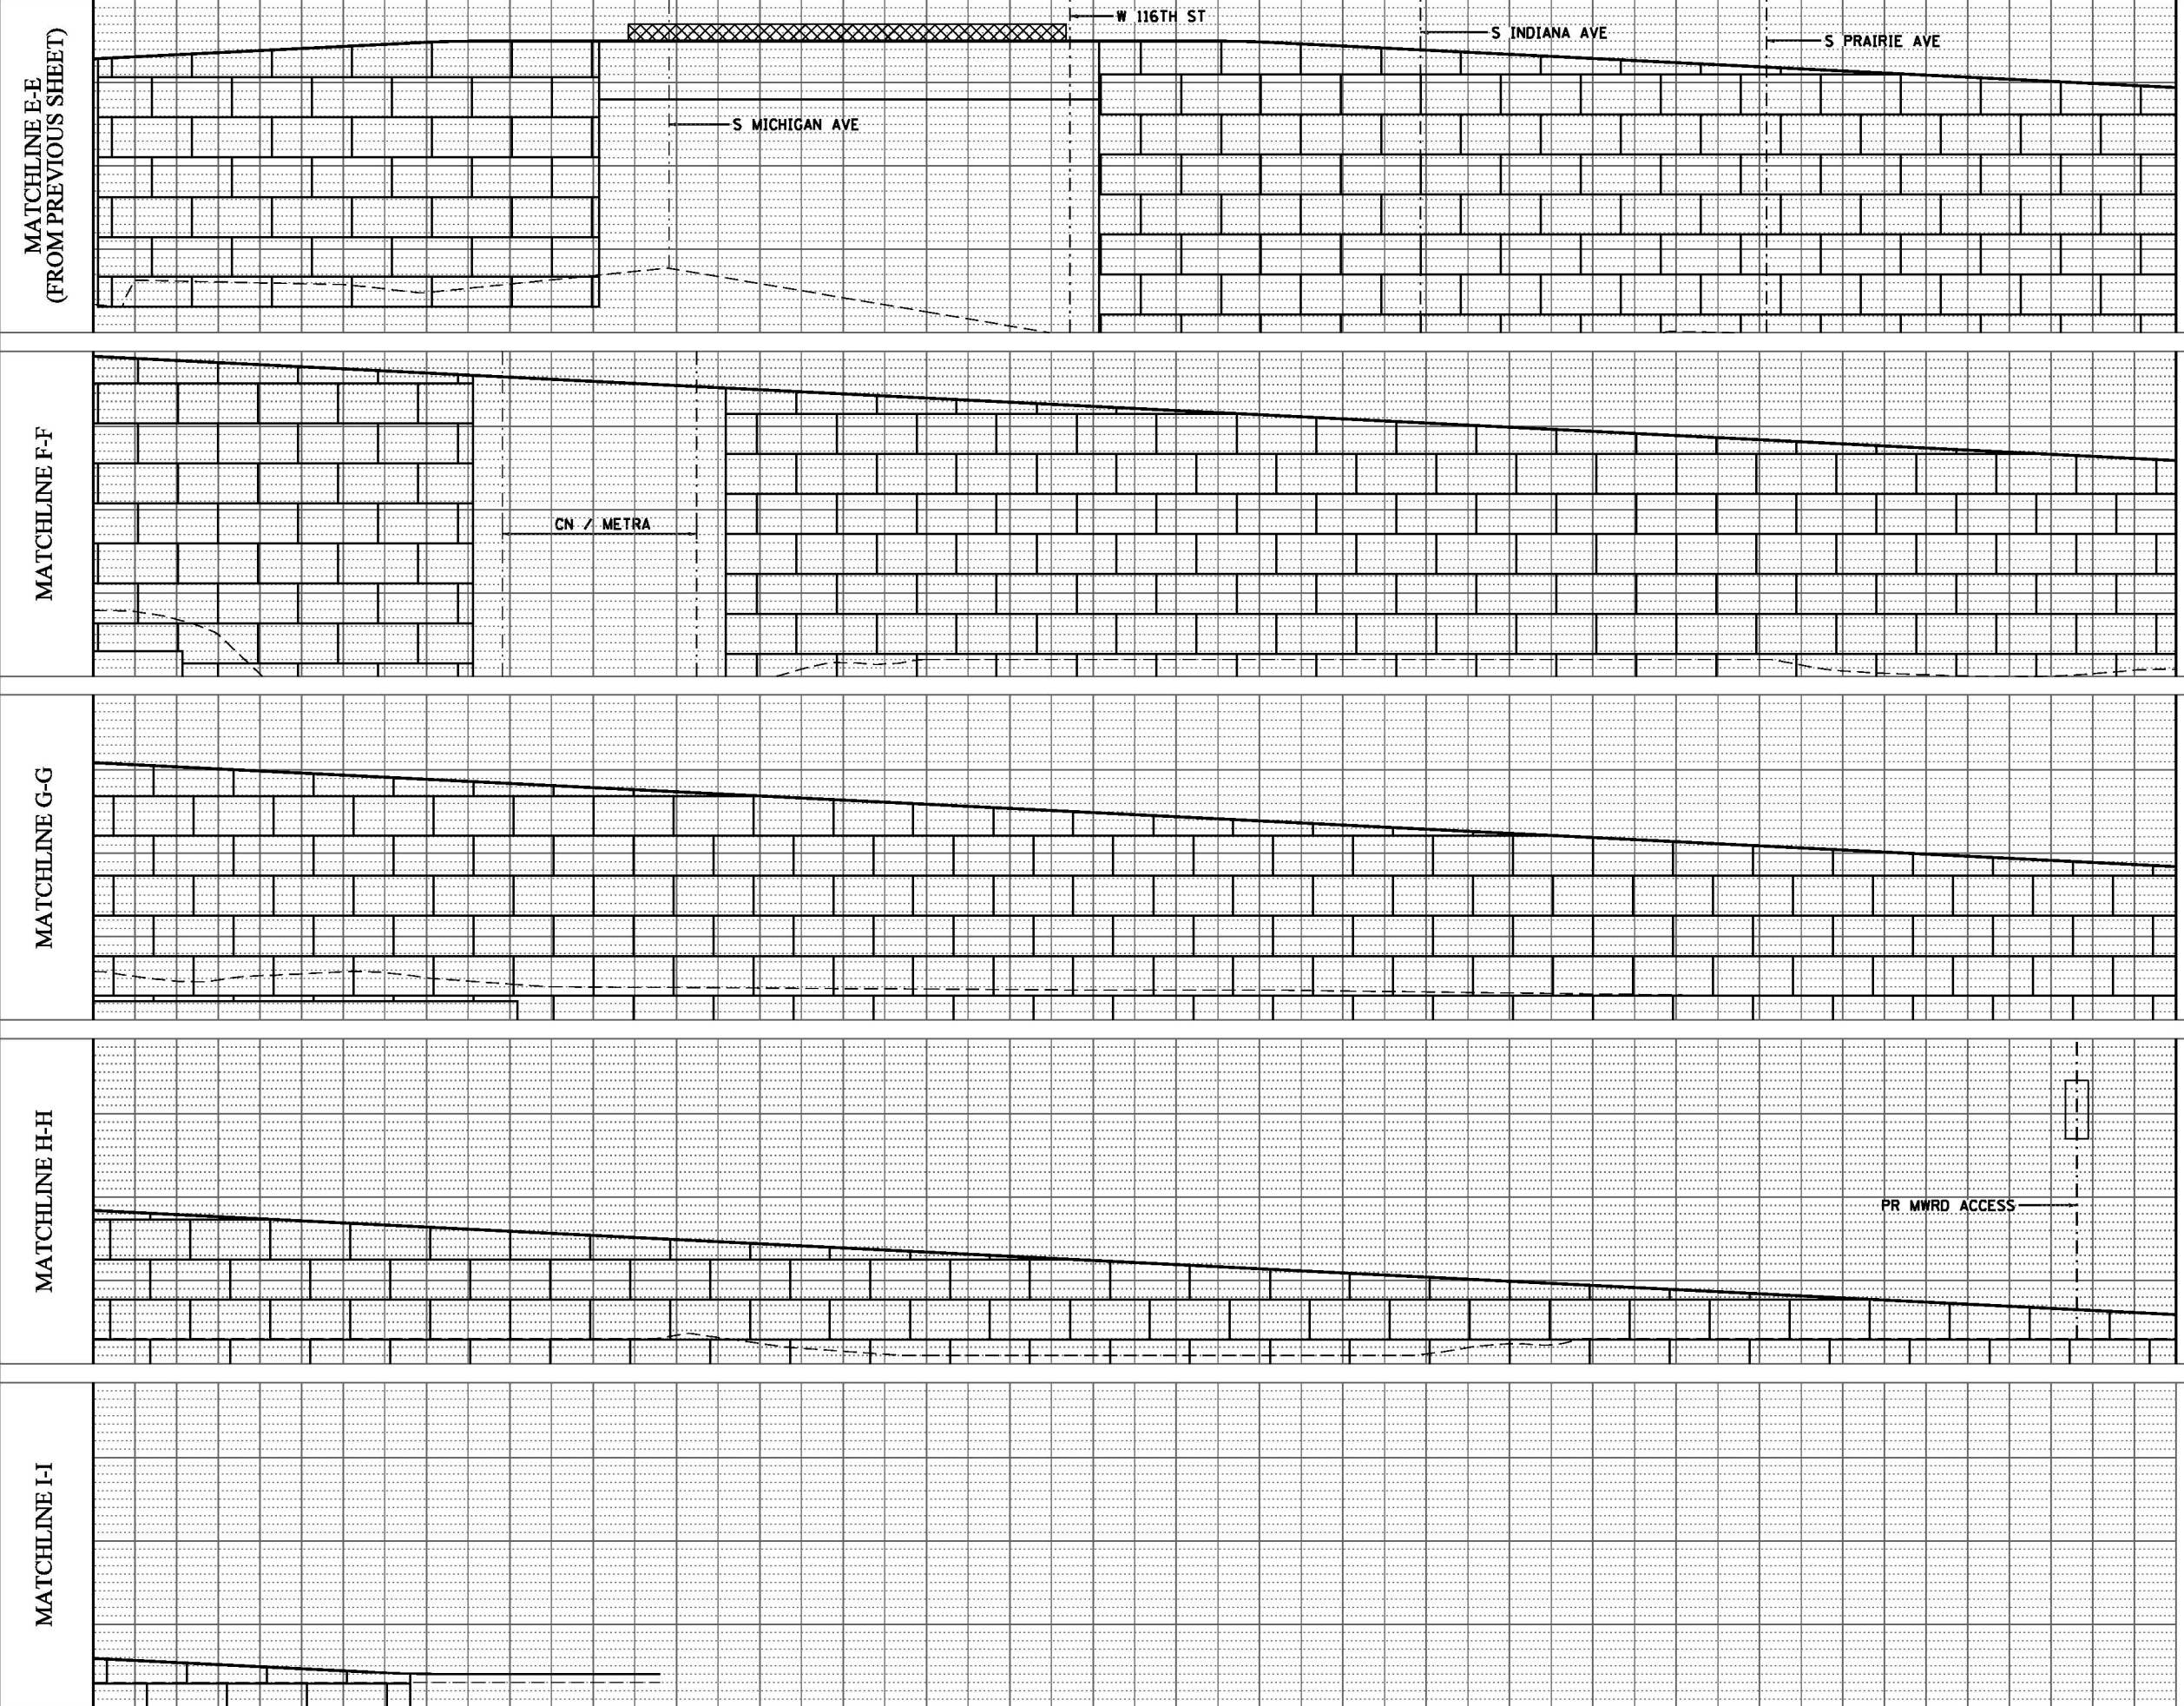 MATCHLINE E-E
(FROM PREVIOUS SHEET)
W 116TH ST
S INDIANA AVE
S PRAIRIE AVE
S MICHIGAN AVE
MATCHLINE F-F
CN / METRA
MATCHLINE G-G
MATCHLINE H-H
PR MWRD ACCESS
MATCHLINE I-I